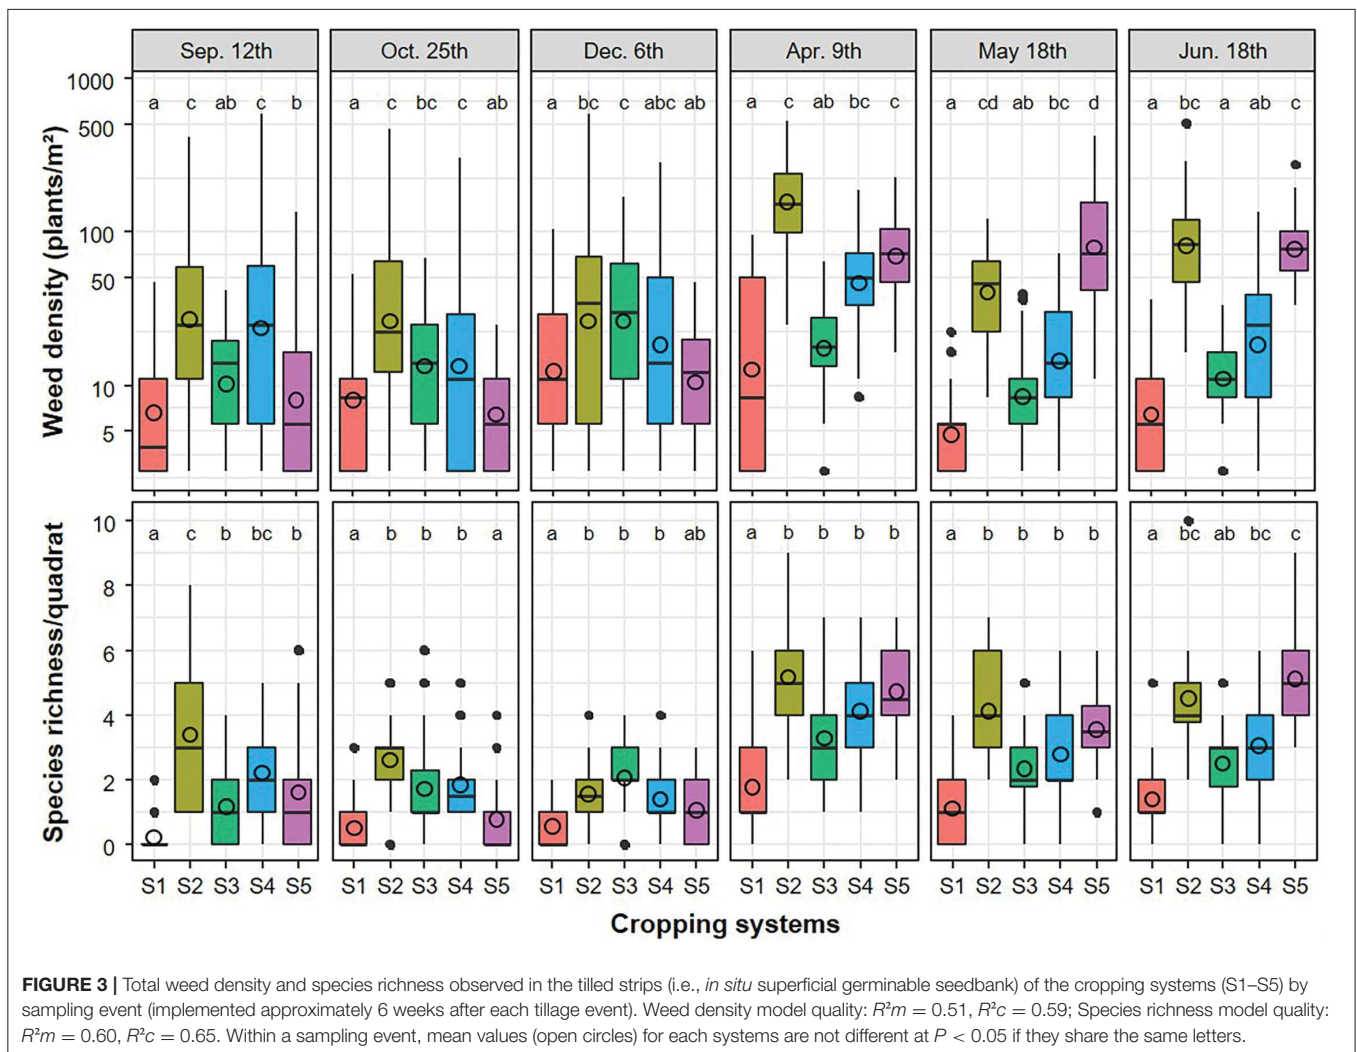 Sep. 12th Oct. 25th Dec. 6th Apr. 9th May 18th Jun. 18th
Weed density (plants/m²)
1000
500
100
50
10
5
a c ab c b
a c bc c ab
a bc c abc ab
a c ab bc c
a cd ab bc d
a bc a ab c
Species richness/quadrat
10
8
6
4
2
0
a c b bc b
a b b b a
a b b b ab
a b b b b
a b b b b
a bc ab bc c
S1 S2 S3 S4 S5 S1 S2 S3 S4 S5 S1 S2 S3 S4 S5 S1 S2 S3 S4 S5 S1 S2 S3 S4 S5 S1 S2 S3 S4 S5
Cropping systems
FIGURE 3 | Total weed density and species richness observed in the tilled strips (i.e., in situ superficial germinable seedbank) of the cropping systems (S1–S5) by
sampling event (implemented approximately 6 weeks after each tillage event). Weed density model quality: R²m = 0.51, R²c = 0.59; Species richness model quality:
R²m = 0.60, R²c = 0.65. Within a sampling event, mean values (open circles) for each systems are not different at P < 0.05 if they share the same letters.